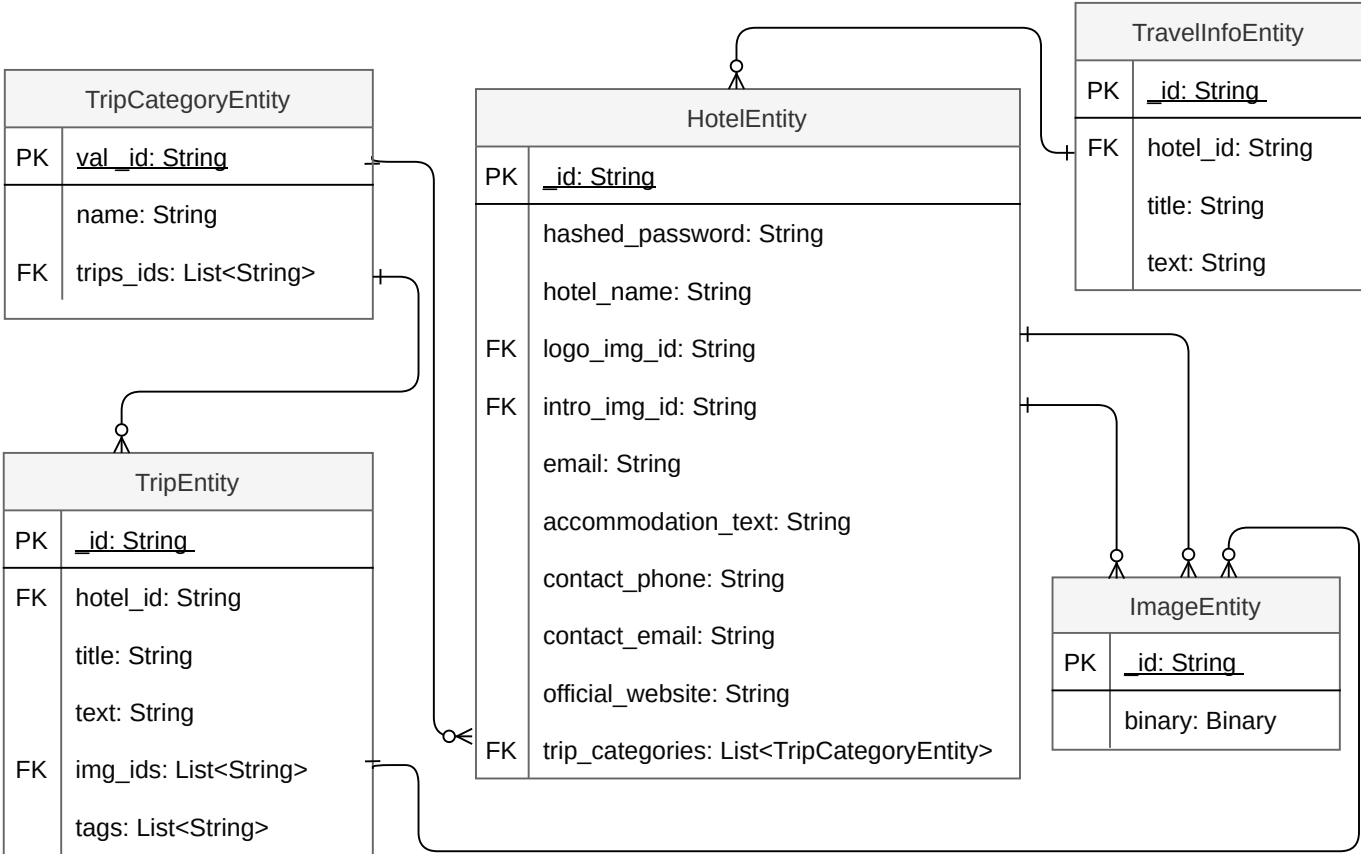 TripCategoryEntity
PK val _id: String
name: String
FK trips_ids: List<String>
TripEntity
PK _id: String
FK hotel_id: String
title: String
text: String
FK img_ids: List<String>
tags: List<String>
HotelEntity
PK _id: String
hashed_password: String
hotel_name: String
FK logo_img_id: String
FK intro_img_id: String
email: String
accommodation_text: String
contact_phone: String
contact_email: String
official_website: String
FK trip_categories: List<TripCategoryEntity>
TravelInfoEntity
PK _id: String
FK hotel_id: String
title: String
text: String
ImageEntity
PK _id: String
binary: Binary